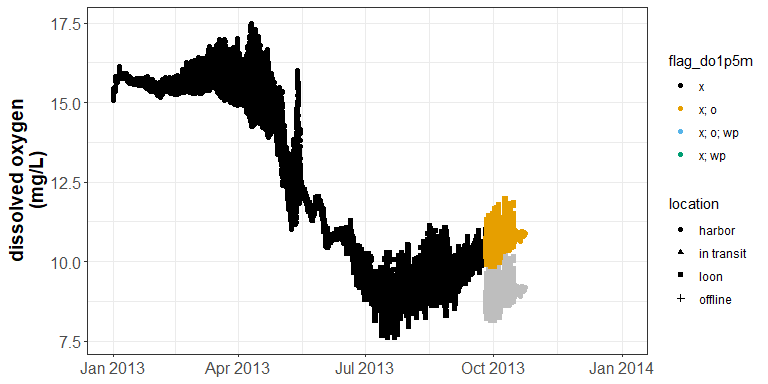 dissolved oxygen
(mg/L)
17.5
15.0
12.5
10.0
7.5
Jan 2013
Apr 2013
Jul 2013
Oct 2013
Jan 2014
flag_do1p5m
x
x; o
x; o; wp
x; wp
location
harbor
in transit
loon
offline